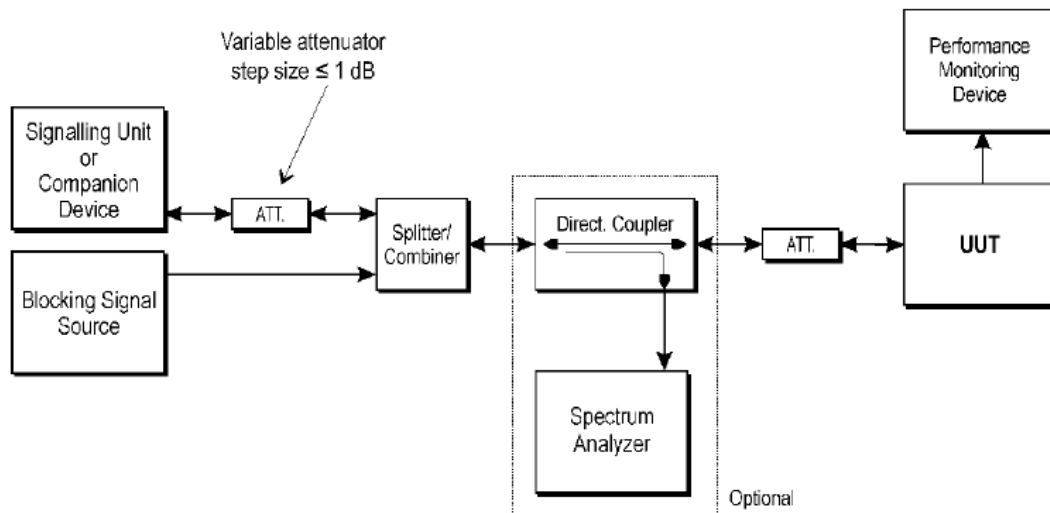 Variable attenuator
step size ≤ 1 dB
Performance
Monitoring
Device
Signalling Unit
or
Companion
Device
ATT.
Splitter/
Combiner
Direct. Coupler
ATT.
UUT
Blocking Signal
Source
Spectrum
Analyzer
Optional